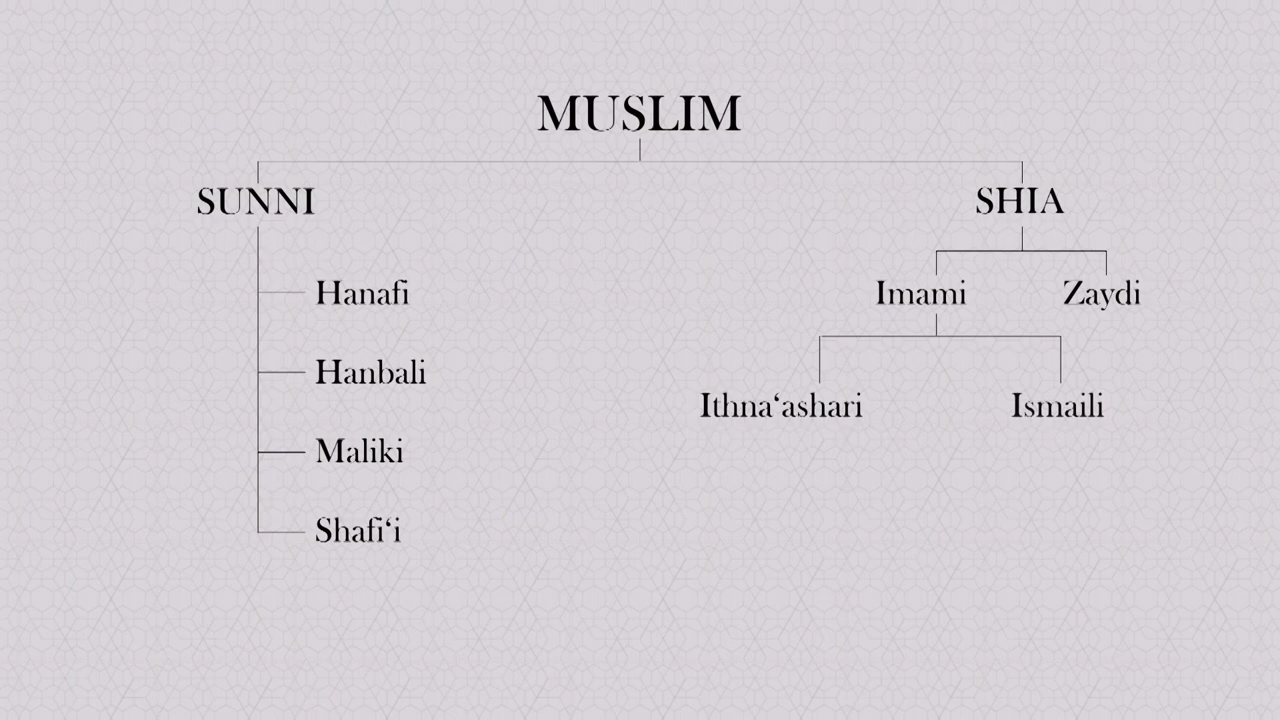 MUSLIM
SUNNI
SHIA
Hanafi
Imami
Zaydi
Hanbali
Ithna‘ashari
Ismaili
Maliki
Shafi‘i